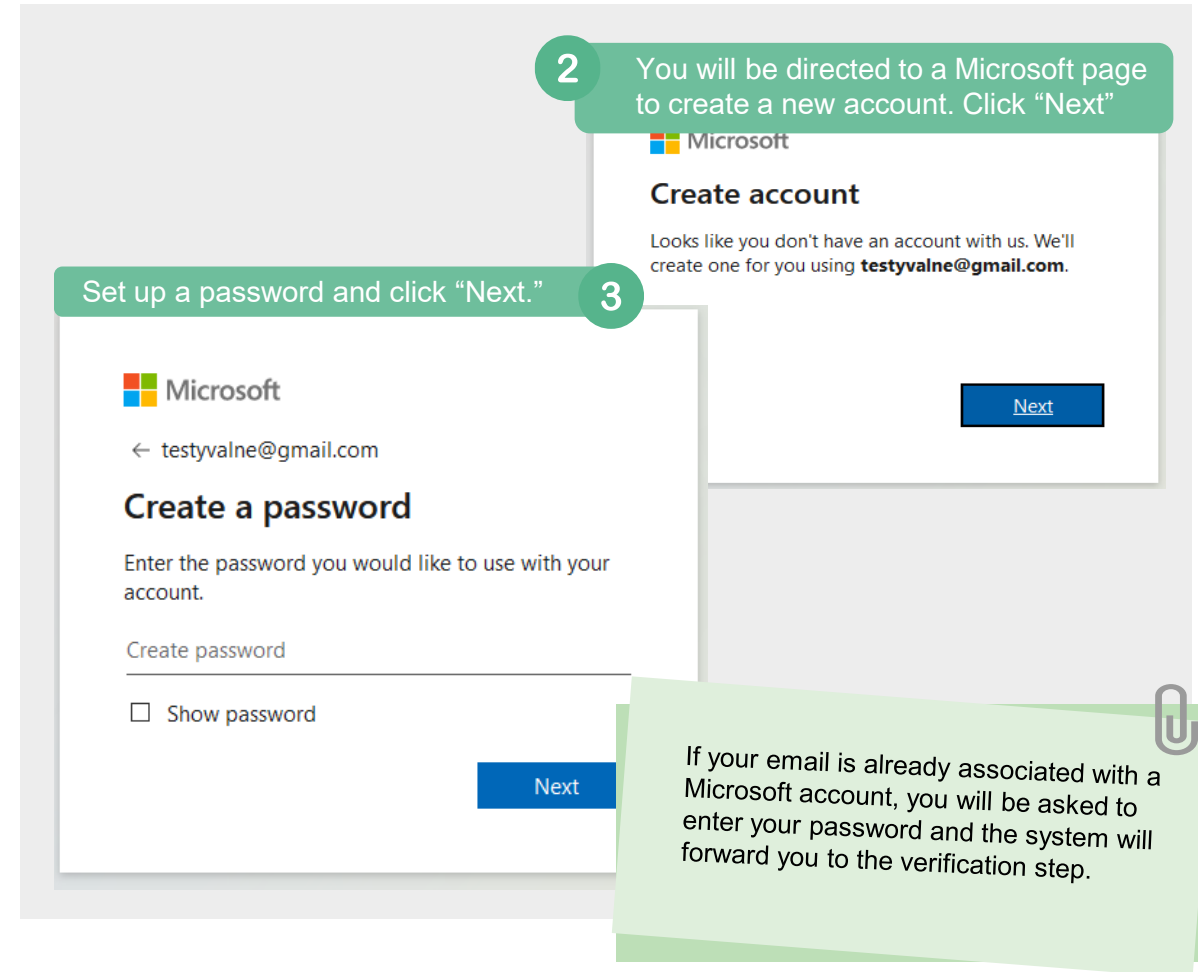 2
You will be directed to a Microsoft page
to create a new account. Click “Next”
Microsoft
Create account
Looks like you don't have an account with us. We'll
create one for you using testyvalne@gmail.com.
Next
Set up a password and click “Next.”
3
Microsoft
← testyvalne@gmail.com
Create a password
Enter the password you would like to use with your
account.
Create password
Show password
Next
If your email is already associated with a
Microsoft account, you will be asked to
enter your password and the system will
forward you to the verification step.